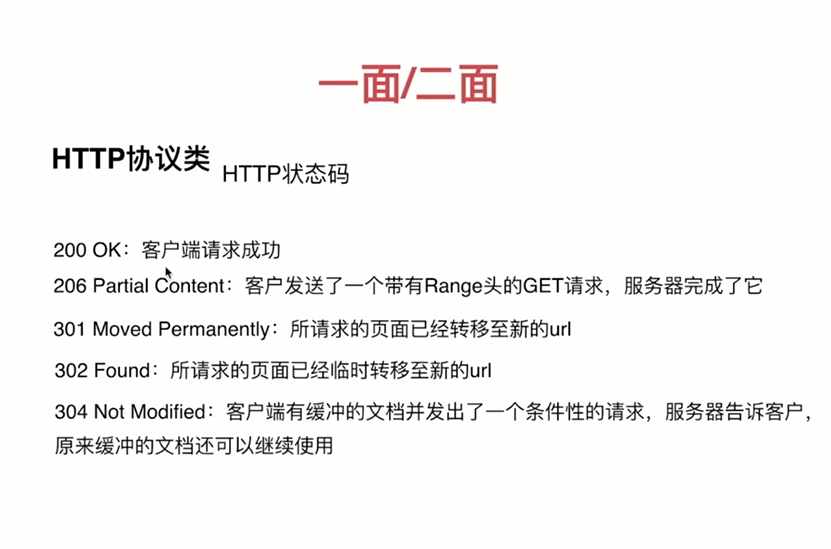 一面/二面
HTTP协议类 HTTP状态码
200 OK：客户端请求成功
206 Partial Content：客户发送了一个带有Range头的GET请求，服务器完成了它
301 Moved Permanently：所请求的页面已经转移至新的url
302 Found：所请求的页面已经临时转移至新的url
304 Not Modified：客户端有缓冲的文档并发出了一个条件性的请求，服务器告诉客户，
原来缓冲的文档还可以继续使用